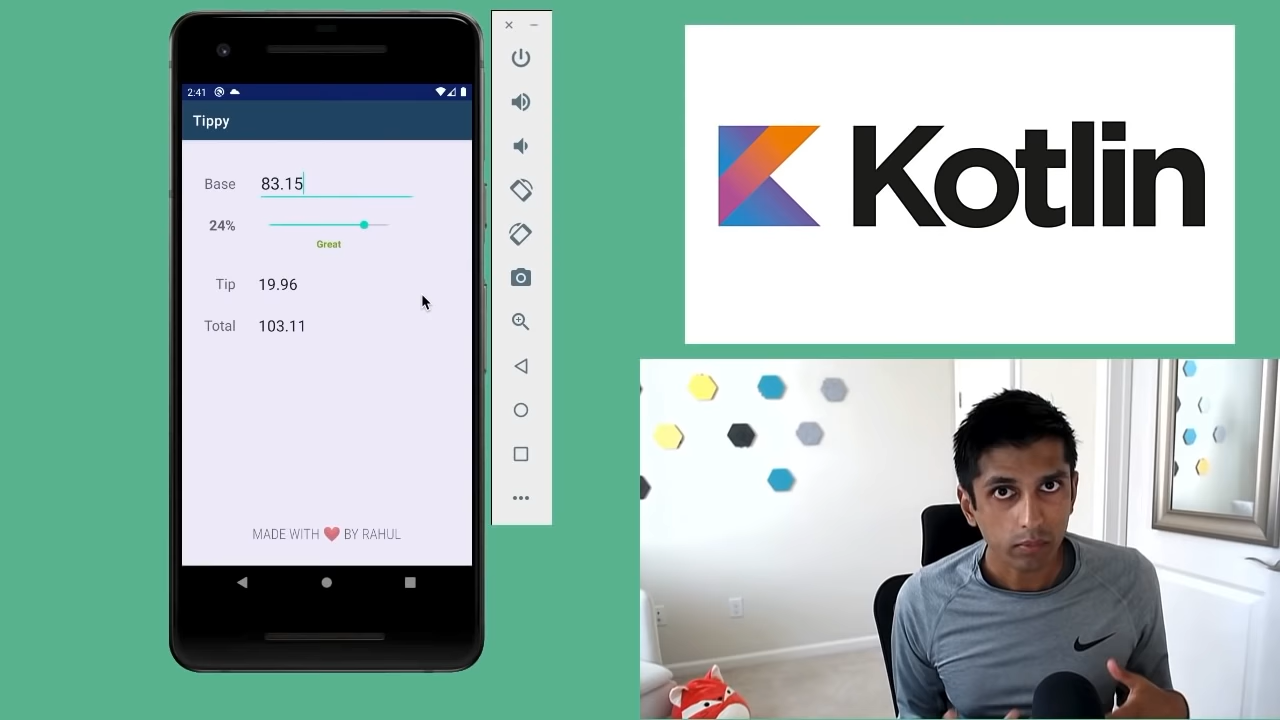 2:41
Tippy
Base 83.15
24%
Great
Tip 19.96
Total 103.11
MADE WITH ❤️ BY RAHUL
Kotlin